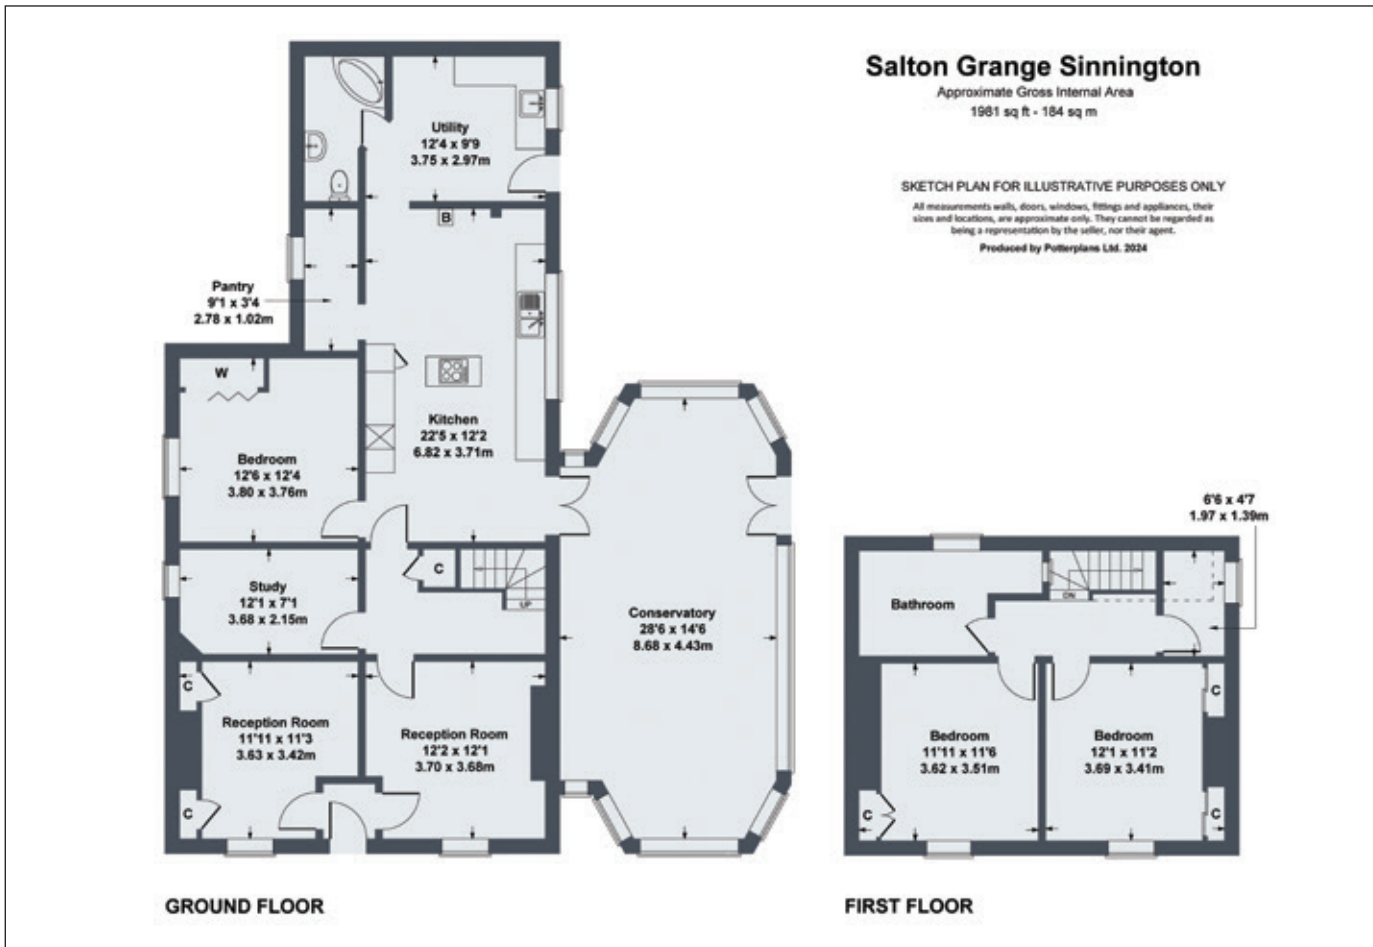 Salton Grange Sinnington
Approximate Gross Internal Area
1981 sq ft - 184 sq m
SKETCH PLAN FOR ILLUSTRATIVE PURPOSES ONLY
All measurements walls, doors, windows, fittings and appliances, their
sizes and locations, are approximate only. They cannot be regarded as
being a representation by the seller, nor their agent.
Produced by Potterplans Ltd. 2024
Utility
12'4 x 9'9
3.75 x 2.97m
B
Pantry
9'1 x 3'4
2.78 x 1.02m
W
Kitchen
22'5 x 12'2
6.82 x 3.71m
Bedroom
12'6 x 12'4
3.80 x 3.76m
C
UP
Study
12'1 x 7'1
3.68 x 2.15m
Conservatory
28'6 x 14'6
8.68 x 4.43m
C
Reception Room
11'11 x 11'3
3.63 x 3.42m
C
Reception Room
12'2 x 12'1
3.70 x 3.68m
GROUND FLOOR
6'6 x 4'7
1.97 x 1.39m
Bathroom
DN
Bedroom
11'11 x 11'6
3.62 x 3.51m
C
Bedroom
12'1 x 11'2
3.69 x 3.41m
C
C
FIRST FLOOR